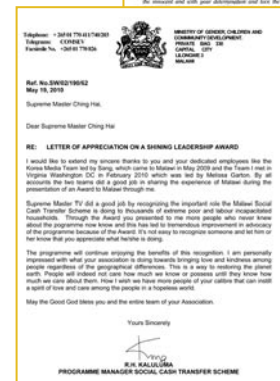 Telephone: + 265 01 770 411/740/203
Telegrams: COMSEV
Facsimile No. +265 01 770 826
MINISTRY OF GENDER, CHILDREN AND
COMMUNITY DEVELOPMENT
PRIVATE BAG 330
CAPITAL CITY
LILONGWE 3
MALAWI
Ref. No.SW/02/190/62
May 19, 2010
Supreme Master Ching Hai,
Dear Supreme Master Ching Hai
RE: LETTER OF APPRECIATION ON A SHINING LEADERSHIP AWARD
I would like to extend my sincere thanks to you and your dedicated employees like the
Korea Media Team led by Sang, which came to Malawi in May 2009 and the Team I met in
Virginia Washington DC in February 2010 which was led by Melissa Garton. By all
accounts the two teams did a good job in sharing the experience of Malawi during the
presentation of an Award to Malawi through me.
Supreme Master TV did a good job by recognizing the important role the Malawi Social
Cash Transfer Scheme is doing to thousands of extreme poor and labour incapacitated
households. Through the Award you presented to me more people who never knew
about the programme now know and this has led to tremendous improvement in advocacy
of the programme because of the Award. It's not easy to recognize someone and let him or
her know that you appreciate what he/she is doing.
The programme will continue enjoying the benefits of this recognition. I am personally
impressed with what your association is doing towards bringing love and kindness among
people regardless of the geographical differences. This is a way to restoring the planet
earth. People will indeed not care how much we know or possess until they know how
much we care about them. How I wish we have more people of your calibre that can instill
a spirit of love and care among the people in a hopeless world.
May the Good God bless you and the entire team of your Association.
Yours Sincerely
R.H. KALULUMA
PROGRAMME MANAGER SOCIAL CASH TRANSFER SCHEME